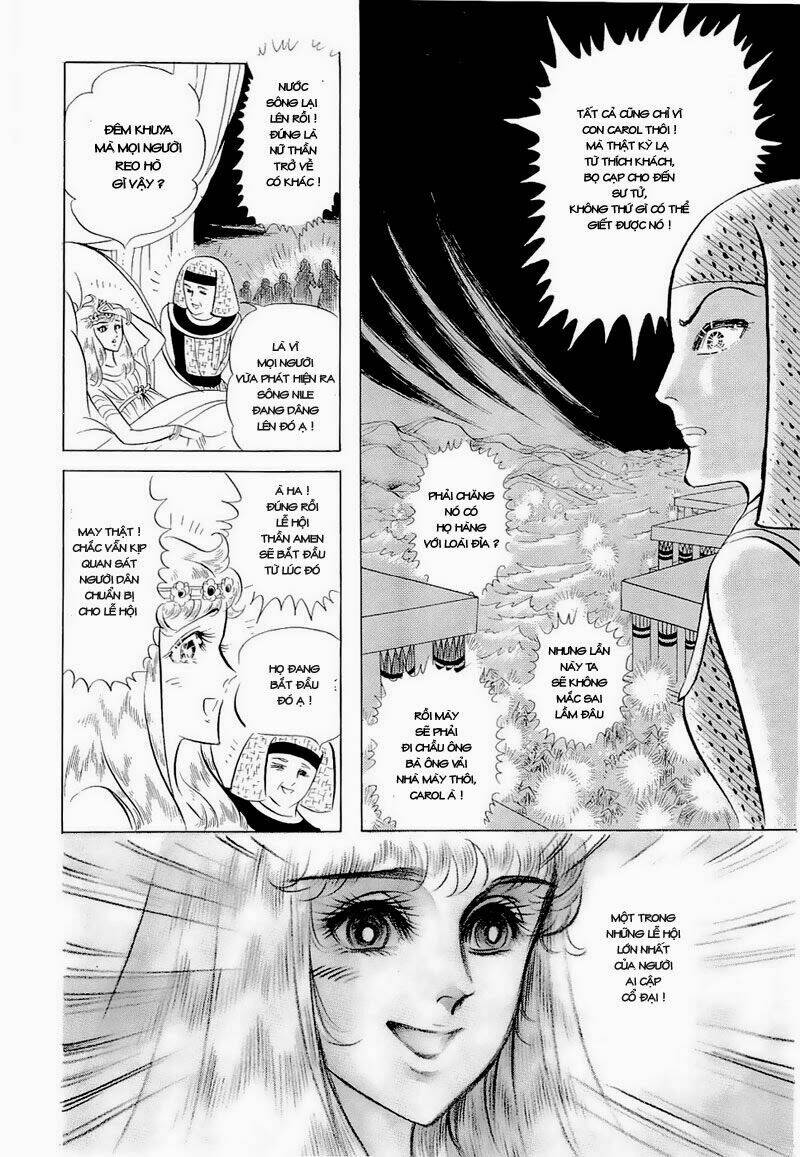 TẤT CẢ CŨNG CHỈ VÌ
CON CAROL THÔI !
MÀ THẬT KỲ LẠ
TỪ THÍCH KHÁCH,
BỌ CẠP CHO ĐẾN
SƯ TỬ,
KHÔNG THỨ GÌ CÓ THỂ
GIẾT ĐƯỢC NÓ !
PHẢI CHĂNG
NÓ CÓ
HỌ HÀNG
VỚI LOÀI ĐỈA ?
NHƯNG LẦN
NÀY TA
SẼ KHÔNG
MẮC SAI
LẦM ĐÂU
RỒI MÀY
SẼ PHẢI
ĐI CHẦU ÔNG
BÀ ÔNG VẢI
NHÀ MÀY THÔI,
CAROL À !
NƯỚC
SÔNG LẠI
LÊN RỒI !
ĐÚNG LÀ
NỮ THẦN
TRỞ VỀ
CÓ KHÁC !
ĐÊM KHUYA
MÀ MỌI NGƯỜI
REO HÒ
GÌ VẬY ?
LÀ VÌ
MỌI NGƯỜI
VỪA PHÁT HIỆN RA
SÔNG NILE
ĐANG DÂNG
LÊN ĐÓ Ạ !
À HA !
ĐÚNG RỒI
LỄ HỘI
THẦN AMEN
SẼ BẮT ĐẦU
TỪ LÚC ĐÓ
MAY THẬT !
CHẮC VẪN KỊP
QUAN SÁT
NGƯỜI DÂN
CHUẨN BỊ
CHO LỄ HỘI
HỌ ĐANG
BẮT ĐẦU
ĐÓ Ạ !
MỘT TRONG
NHỮNG LỄ HỘI
LỚN NHẤT
CỦA NGƯỜI
AI CẬP
CỔ ĐẠI !